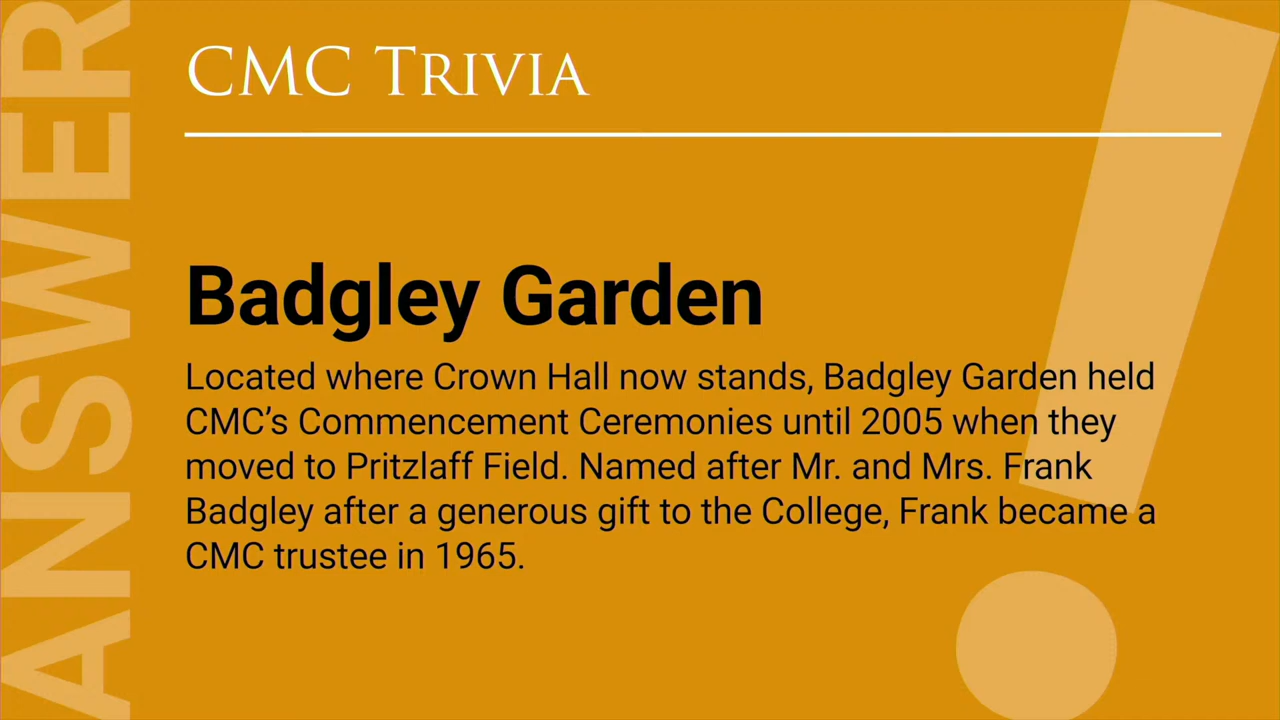 ANSWER
CMC TRIVIA
Badgley Garden
Located where Crown Hall now stands, Badgley Garden held
CMC’s Commencement Ceremonies until 2005 when they
moved to Pritzlaff Field. Named after Mr. and Mrs. Frank
Badgley after a generous gift to the College, Frank became a
CMC trustee in 1965.
!